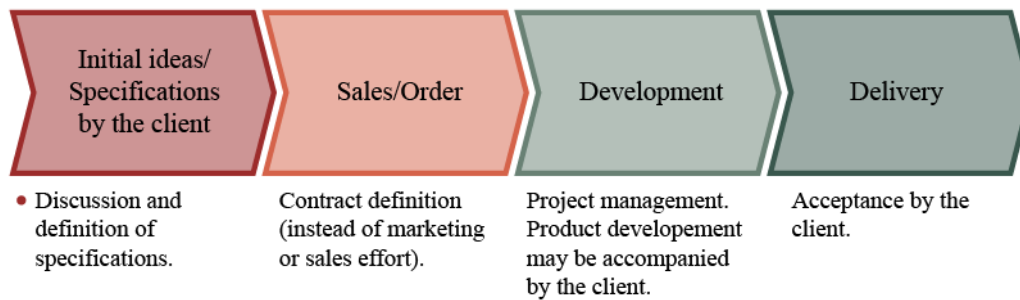 Initial ideas/
Specifications
by the client
Sales/Order
Development
Delivery
• Discussion and
definition of
specifications.
Contract definition
(instead of marketing
or sales effort).
Project management.
Product developement
may be accompanied
by the client.
Acceptance by the
client.